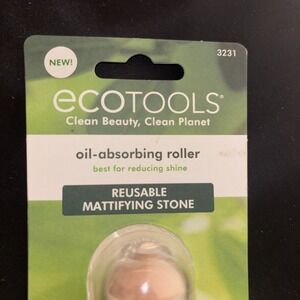 NEW!
3231
ecoTOOLS®
Clean Beauty, Clean Planet
oil-absorbing roller
best for reducing shine
REUSABLE
MATTIFYING STONE